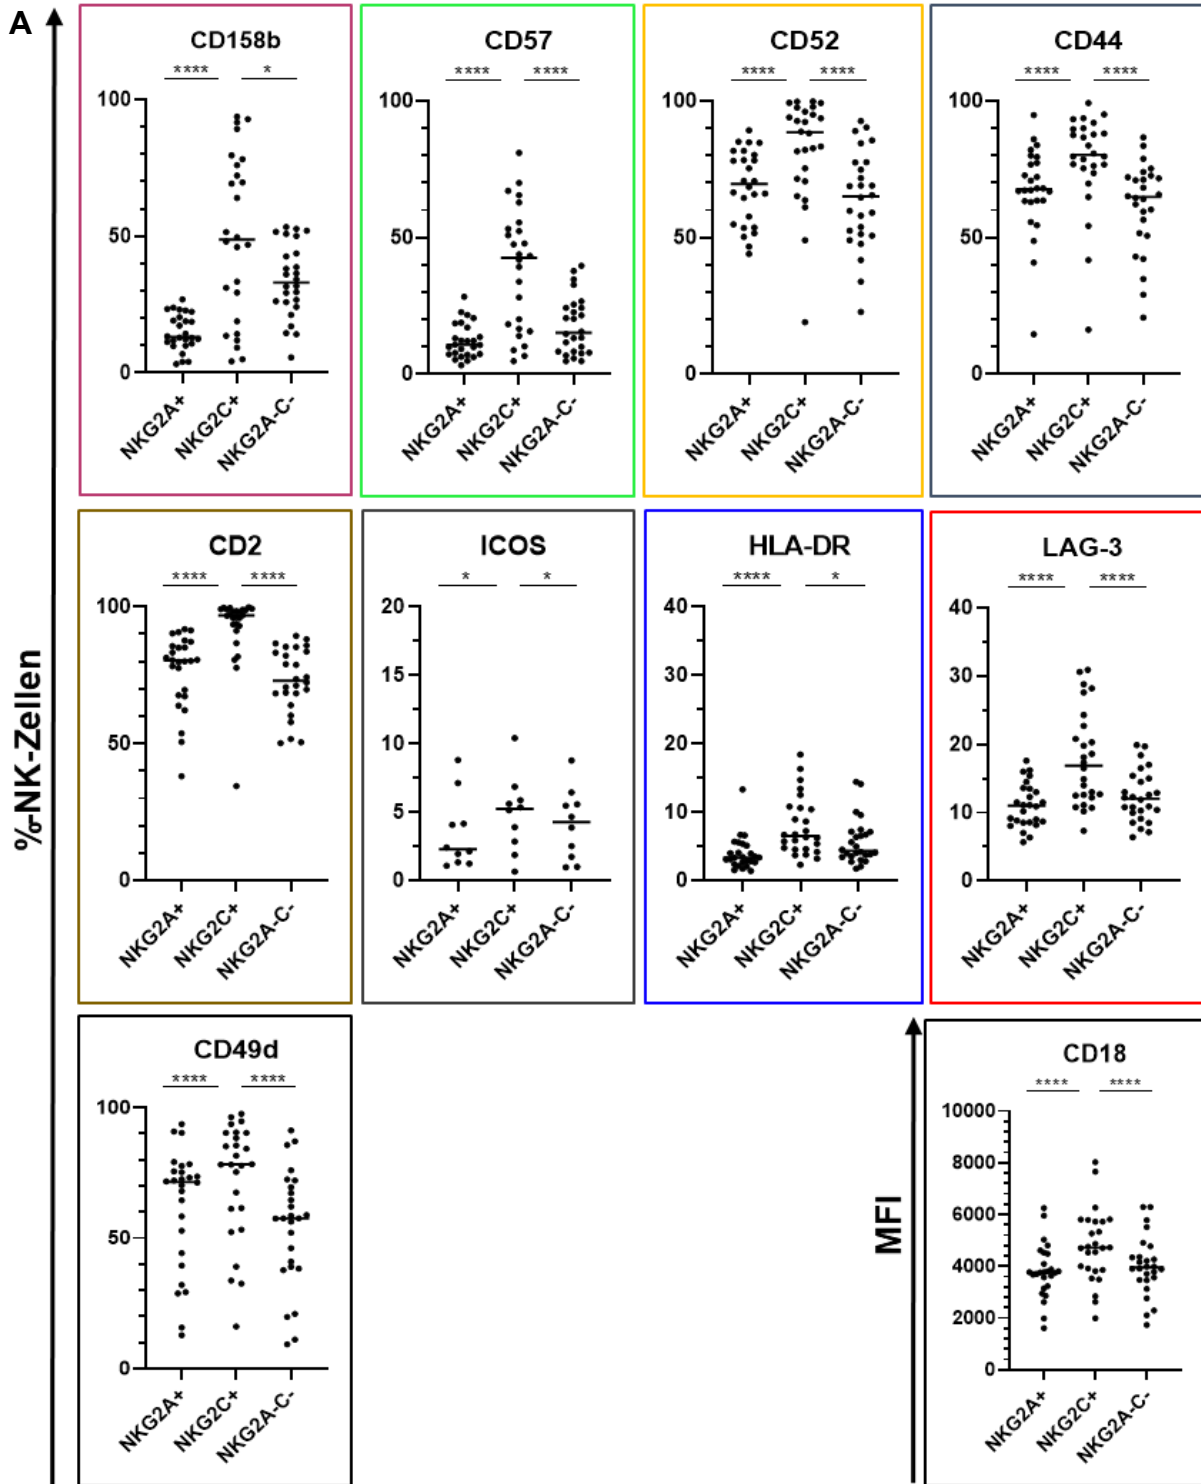 A
%-NK-Zellen
CD158b
**** *
100
50
0
NKG2A+
NKG2C+
NKG2A-C-
CD57
**** ****
100
50
0
NKG2A+
NKG2C+
NKG2A-C-
CD52
**** ****
100
50
0
NKG2A+
NKG2C+
NKG2A-C-
CD44
**** ****
100
50
0
NKG2A+
NKG2C+
NKG2A-C-
CD2
**** ****
100
50
0
NKG2A+
NKG2C+
NKG2A-C-
ICOS
* *
20
15
10
5
0
NKG2A+
NKG2C+
NKG2A-C-
HLA-DR
**** *
40
30
20
10
0
NKG2A+
NKG2C+
NKG2A-C-
LAG-3
**** ****
40
30
20
10
0
NKG2A+
NKG2C+
NKG2A-C-
CD49d
**** ****
100
50
0
NKG2A+
NKG2C+
NKG2A-C-
MFI
CD18
**** ****
10000
8000
6000
4000
2000
0
NKG2A+
NKG2C+
NKG2A-C-